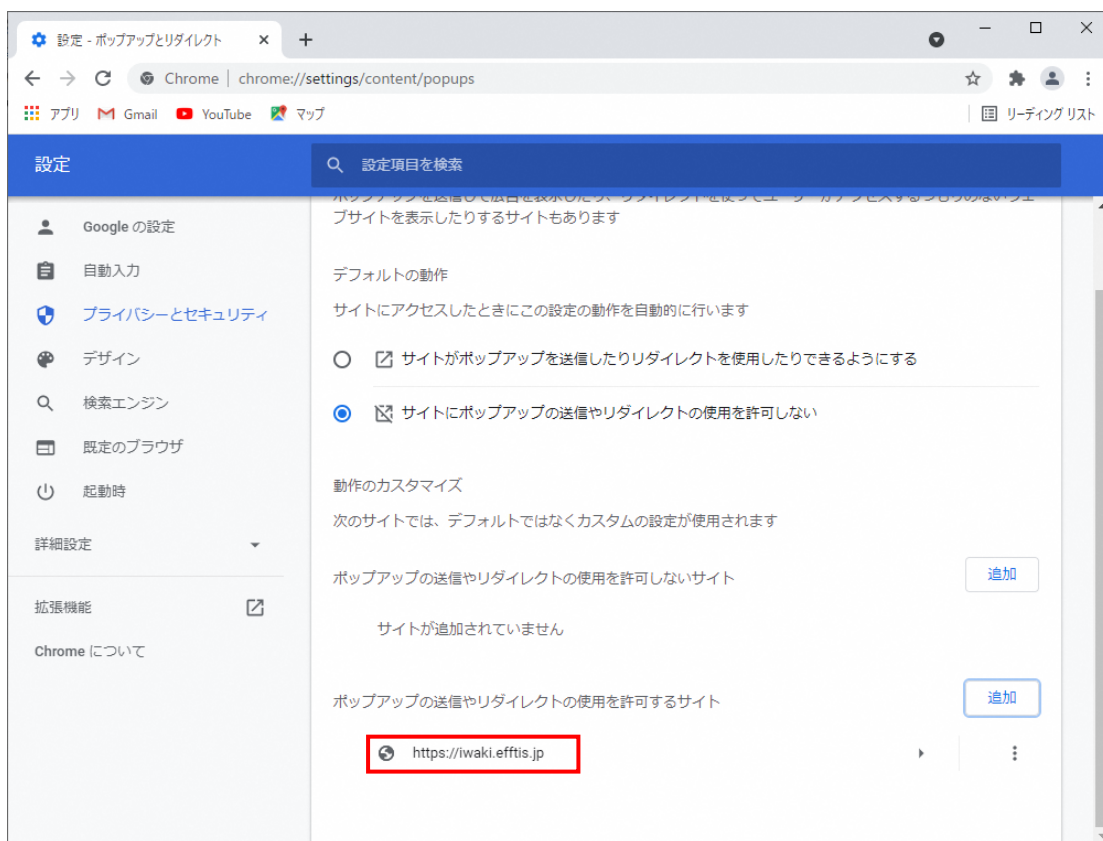 設定 - ポップアップとリダイレクト
Chrome | chrome://settings/content/popups
アプリ Gmail YouTube マップ リーディング リスト
設定 設定項目を検索
Google の設定
自動入力
プライバシーとセキュリティ
デザイン
検索エンジン
既定のブラウザ
起動時
詳細設定
拡張機能
Chrome について
ブサイトを表示したりするサイトもあります
デフォルトの動作
サイトにアクセスしたときにこの設定の動作を自動的に行います
サイトがポップアップを送信したりリダイレクトを使用したりできるようにする
サイトにポップアップの送信やリダイレクトの使用を許可しない
動作のカスタマイズ
次のサイトでは、デフォルトではなくカスタムの設定が使用されます
ポップアップの送信やリダイレクトの使用を許可しないサイト 追加
サイトが追加されていません
ポップアップの送信やリダイレクトの使用を許可するサイト 追加
https://iwaki.efftis.jp